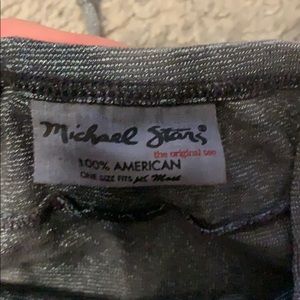 Michael Stars
the original tee
100% AMERICAN
ONE SIZE FITS Most